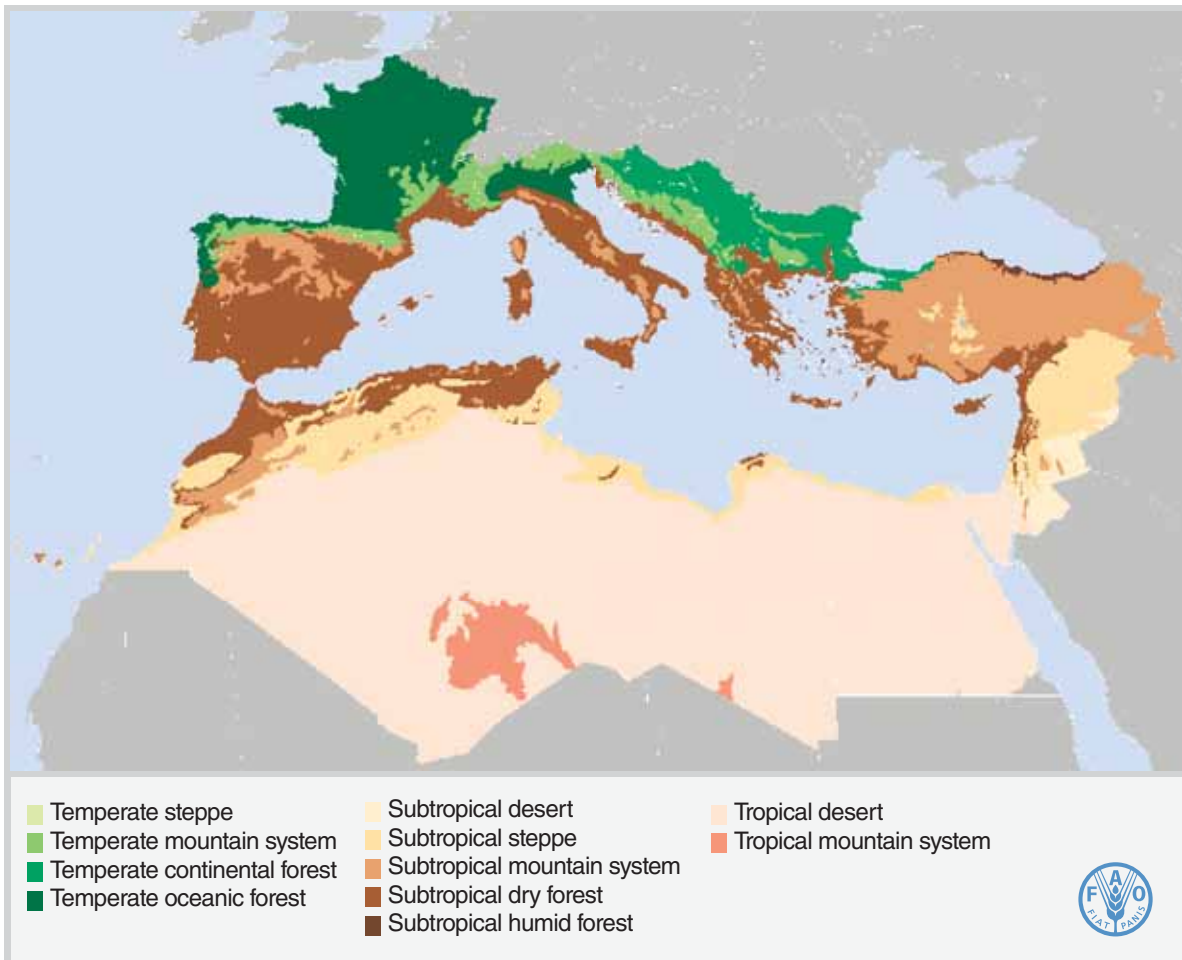 Temperate steppe
Temperate mountain system
Temperate continental forest
Temperate oceanic forest
Subtropical desert
Subtropical steppe
Subtropical mountain system
Subtropical dry forest
Subtropical humid forest
Tropical desert
Tropical mountain system
F A O
FIAT PANIS